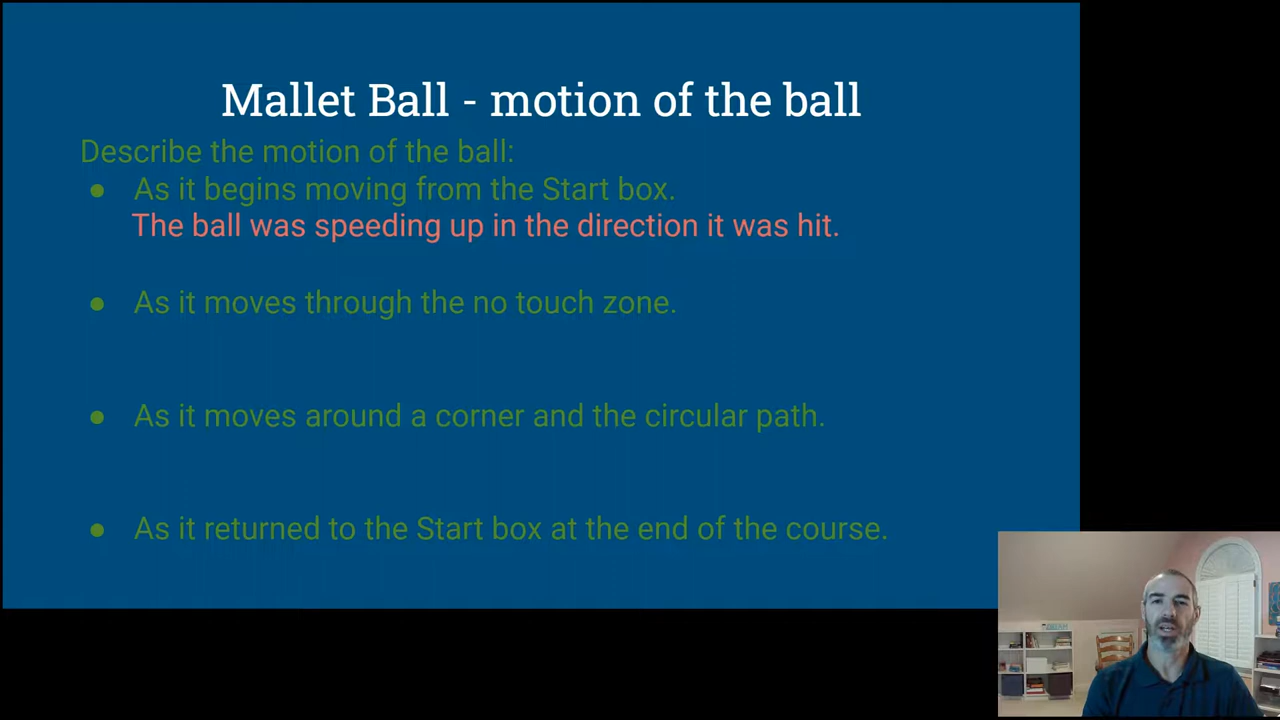 Mallet Ball - motion of the ball
Describe the motion of the ball:
● As it begins moving from the Start box.
The ball was speeding up in the direction it was hit.
● As it moves through the no touch zone.
● As it moves around a corner and the circular path.
● As it returned to the Start box at the end of the course.